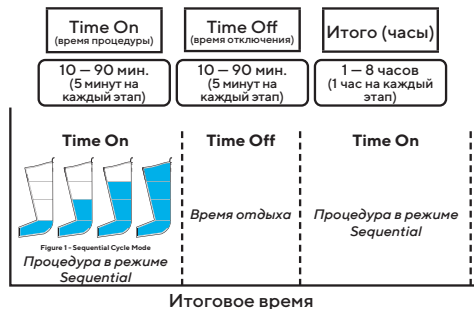 Time On
(время процедуры)
Time Off
(время отключения)
Итого (часы)
10 — 90 мин.
(5 минут на
каждый этап)
10 — 90 мин.
(5 минут на
каждый этап)
1 — 8 часов
(1 час на каждый
этап)
Time On
Time Off
Time On
Figure 1 - Sequential Cycle Mode
Процедура в режиме
Sequential
Время отдыха
Процедура в режиме
Sequential
Итоговое время